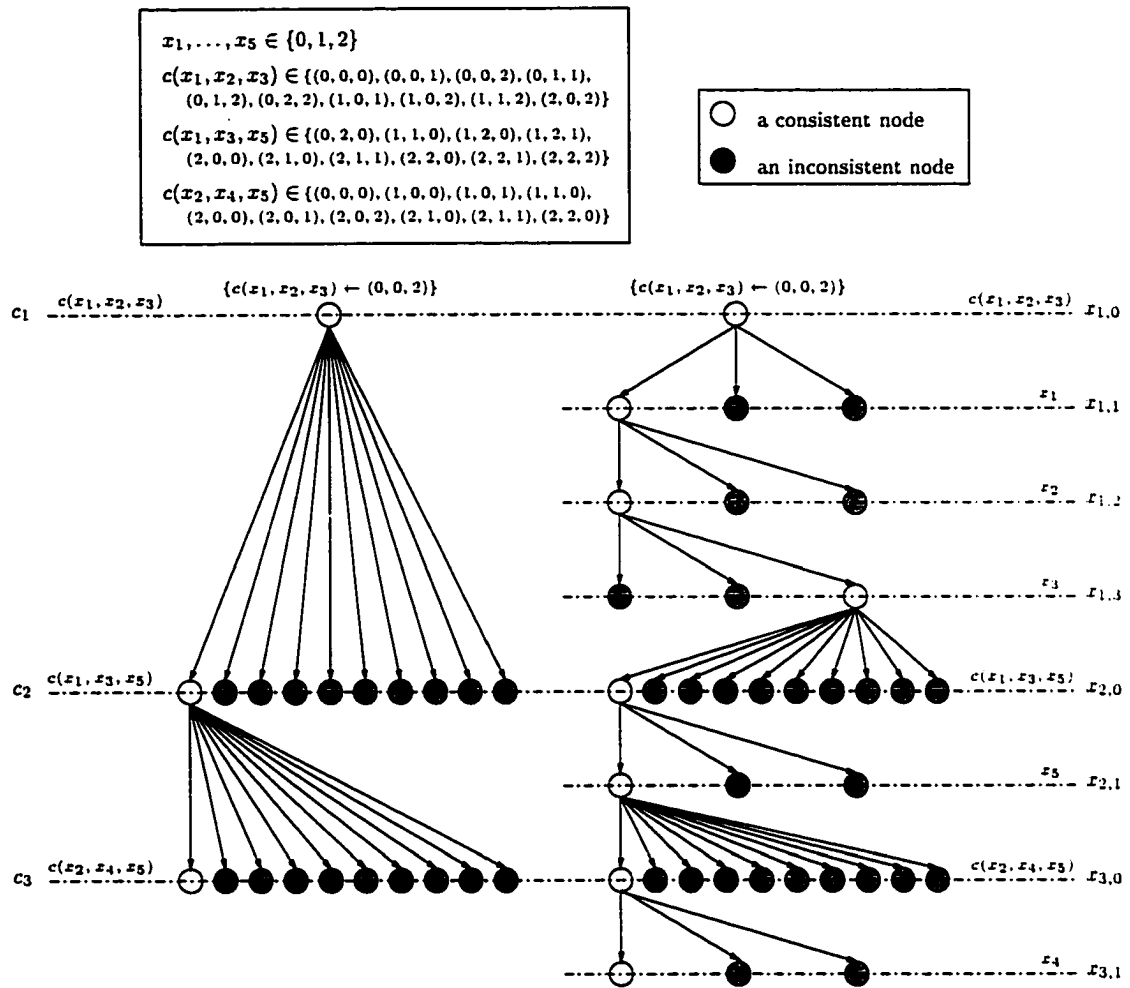 x₁, ..., x₅ ∈ {0, 1, 2}
c(x₁, x₂, x₃) ∈ {(0, 0, 0), (0, 0, 1), (0, 0, 2), (0, 1, 1),
(0, 1, 2), (0, 2, 2), (1, 0, 1), (1, 0, 2), (1, 1, 2), (2, 0, 2)}
c(x₁, x₃, x₅) ∈ {(0, 2, 0), (1, 1, 0), (1, 2, 0), (1, 2, 1),
(2, 0, 0), (2, 1, 0), (2, 1, 1), (2, 2, 0), (2, 2, 1), (2, 2, 2)}
c(x₂, x₄, x₅) ∈ {(0, 0, 0), (1, 0, 0), (1, 0, 1), (1, 1, 0),
(2, 0, 0), (2, 0, 1), (2, 0, 2), (2, 1, 0), (2, 1, 1), (2, 2, 0)}
a consistent node
an inconsistent node
c₁ c(x₁, x₂, x₃) {c(x₁, x₂, x₃) ← (0, 0, 2)} {c(x₁, x₂, x₃) ← (0, 0, 2)} c(x₁, x₂, x₃) x₁,₀
x₁ x₁,₁
x₂ x₁,₂
x₃ x₁,₃
c₂ c(x₁, x₃, x₅) c(x₁, x₃, x₅) x₂,₀
x₅ x₂,₁
c₃ c(x₂, x₄, x₅) c(x₂, x₄, x₅) x₃,₀
x₄ x₃,₁